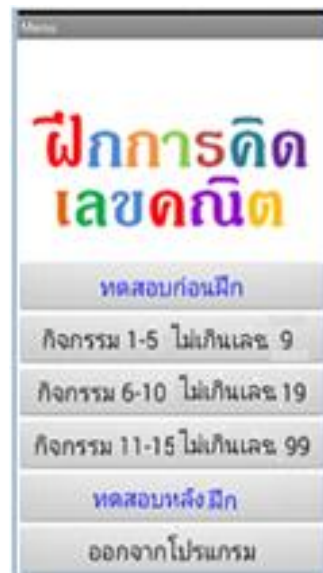 Menu
ฝึกการคิด
เลขคณิต
ทดสอบก่อนฝึก
กิจกรรม 1-5 ไม่เกินเลข 9
กิจกรรม 6-10 ไม่เกินเลข 19
กิจกรรม 11-15 ไม่เกินเลข 99
ทดสอบหลังฝึก
ออกจากโปรแกรม